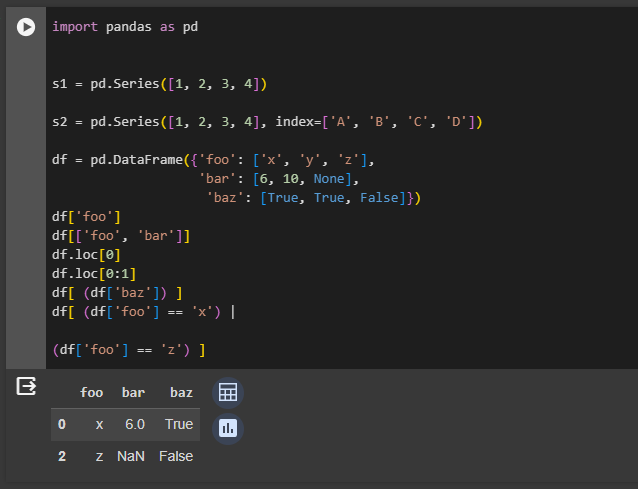 import pandas as pd
s1 = pd.Series([1, 2, 3, 4])
s2 = pd.Series([1, 2, 3, 4], index=['A', 'B', 'C', 'D'])
df = pd.DataFrame({'foo': ['x', 'y', 'z'],
'bar': [6, 10, None],
'baz': [True, True, False]})
df['foo']
df[['foo', 'bar']]
df.loc[0]
df.loc[0:1]
df[ (df['baz']) ]
df[ (df['foo'] == 'x') |
(df['foo'] == 'z') ]
foo bar baz
0 x 6.0 True
2 z NaN False